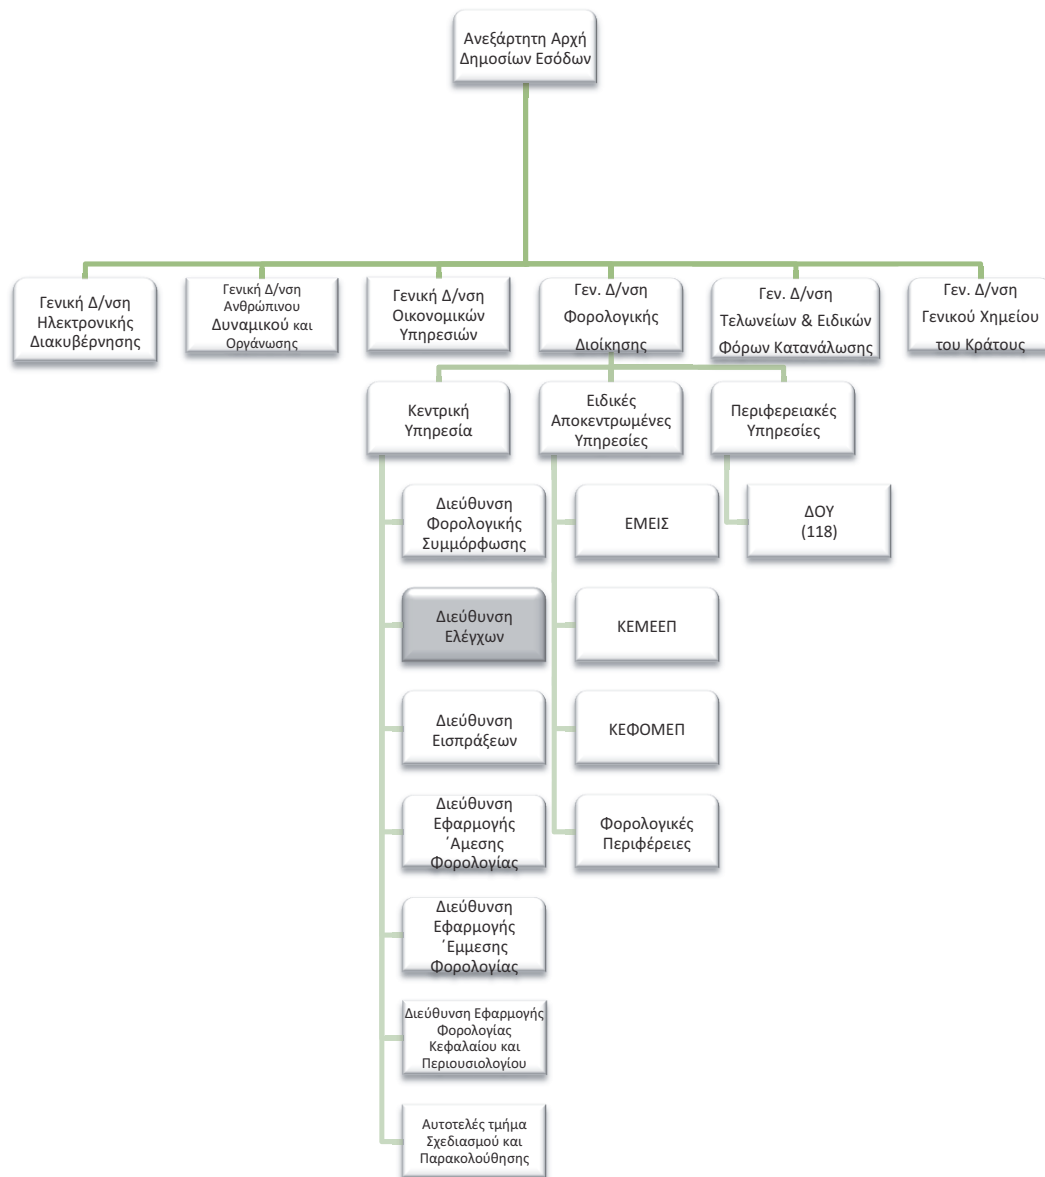 Ανεξάρτητη Αρχή
Δημοσίων Εσόδων
Γενική Δ/νση
Ηλεκτρονικής
Διακυβέρνησης
Γενική Δ/νση
Ανθρώπινου
Δυναμικού και
Οργάνωσης
Γενική Δ/νση
Οικονομικών
Υπηρεσιών
Γεν. Δ/νση
Φορολογικής
Διοίκησης
Γεν. Δ/νση
Τελωνείων & Ειδικών
Φόρων Κατανάλωσης
Γεν. Δ/νση
Γενικού Χημείου
του Κράτους
Κεντρική
Υπηρεσία
Ειδικές
Αποκεντρωμένες
Υπηρεσίες
Περιφερειακές
Υπηρεσίες
Διεύθυνση
Φορολογικής
Συμμόρφωσης
ΕΜΕΙΣ
ΔΟΥ
(118)
Διεύθυνση
Ελέγχων
ΚΕΜΕΕΠ
Διεύθυνση
Εισπράξεων
ΚΕΦΟΜΕΠ
Διεύθυνση
Εφαρμογής
΄Αμεσης
Φορολογίας
Φορολογικές
Περιφέρειες
Διεύθυνση
Εφαρμογής
΄Εμμεσης
Φορολογίας
Διεύθυνση Εφαρμογής
Φορολογίας
Κεφαλαίου και
Περιουσιολογίου
Αυτοτελές τμήμα
Σχεδιασμού και
Παρακολούθησης